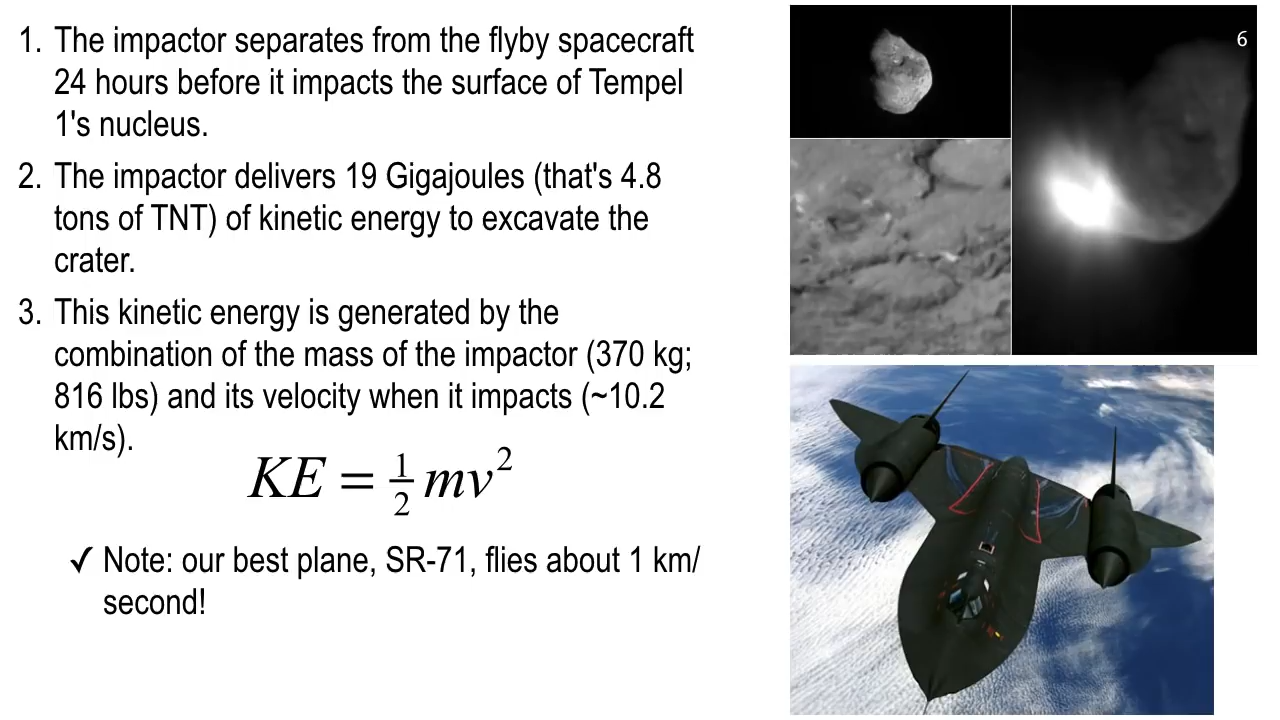 1. The impactor separates from the flyby spacecraft
24 hours before it impacts the surface of Tempel
1's nucleus.
2. The impactor delivers 19 Gigajoules (that's 4.8
tons of TNT) of kinetic energy to excavate the
crater.
3. This kinetic energy is generated by the
combination of the mass of the impactor (370 kg;
816 lbs) and its velocity when it impacts (~10.2
km/s).
KE = ½ mv²
✓ Note: our best plane, SR-71, flies about 1 km/
second!
6